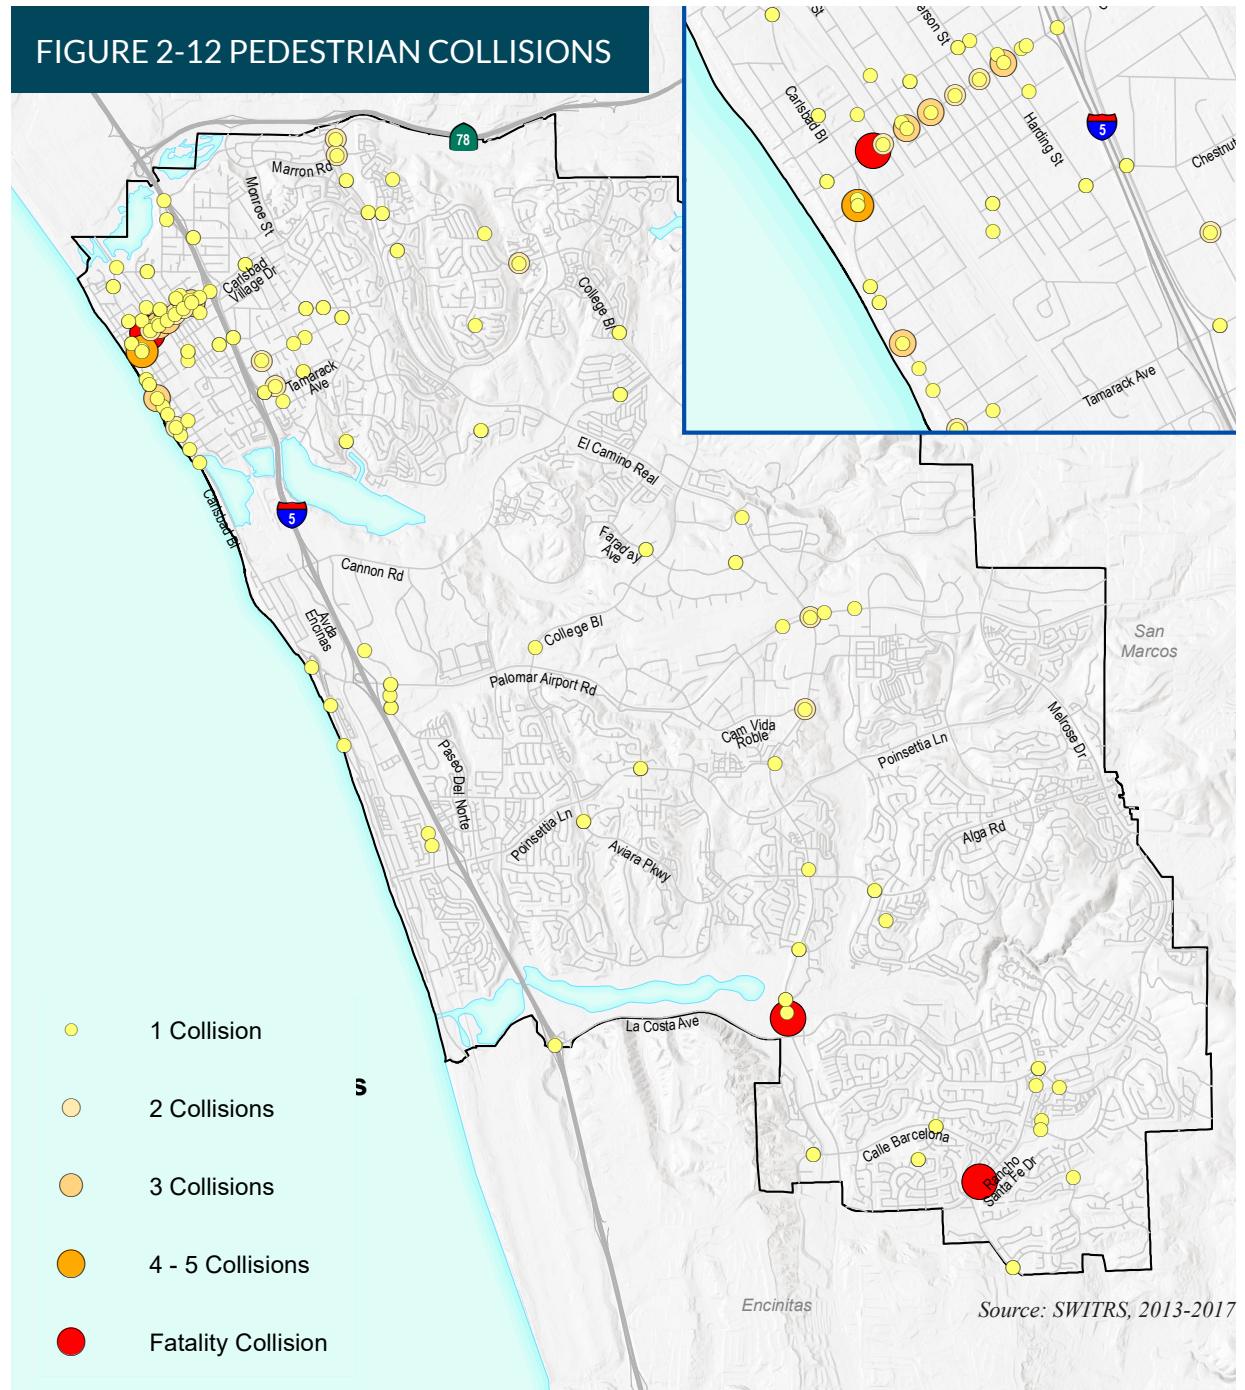 FIGURE 2-12 PEDESTRIAN COLLISIONS
St
erson St
Carlsbad Bl
Harding St
5
Chestnut
Tamarack Ave
78
Marron Rd
Monroe St
Carlsbad
Village Dr
College Bl
Tamarack
Ave
El Camino Real
Carlsbad Bl
5
Faraday
Ave
Cannon Rd
Avda
Encinas
College Bl
San
Marcos
Palomar Airport Rd
Cam Vida
Roble
Melrose Dr
Poinsettia Ln
Paseo Del Norte
Poinsettia Ln
Alga Rd
Aviara Pkwy
La Costa Ave
1 Collision
s
2 Collisions
Calle Barcelona
Rancho
Santa Fe Dr
3 Collisions
4 - 5 Collisions
Encinitas
Source: SWITRS, 2013-2017
Fatality Collision